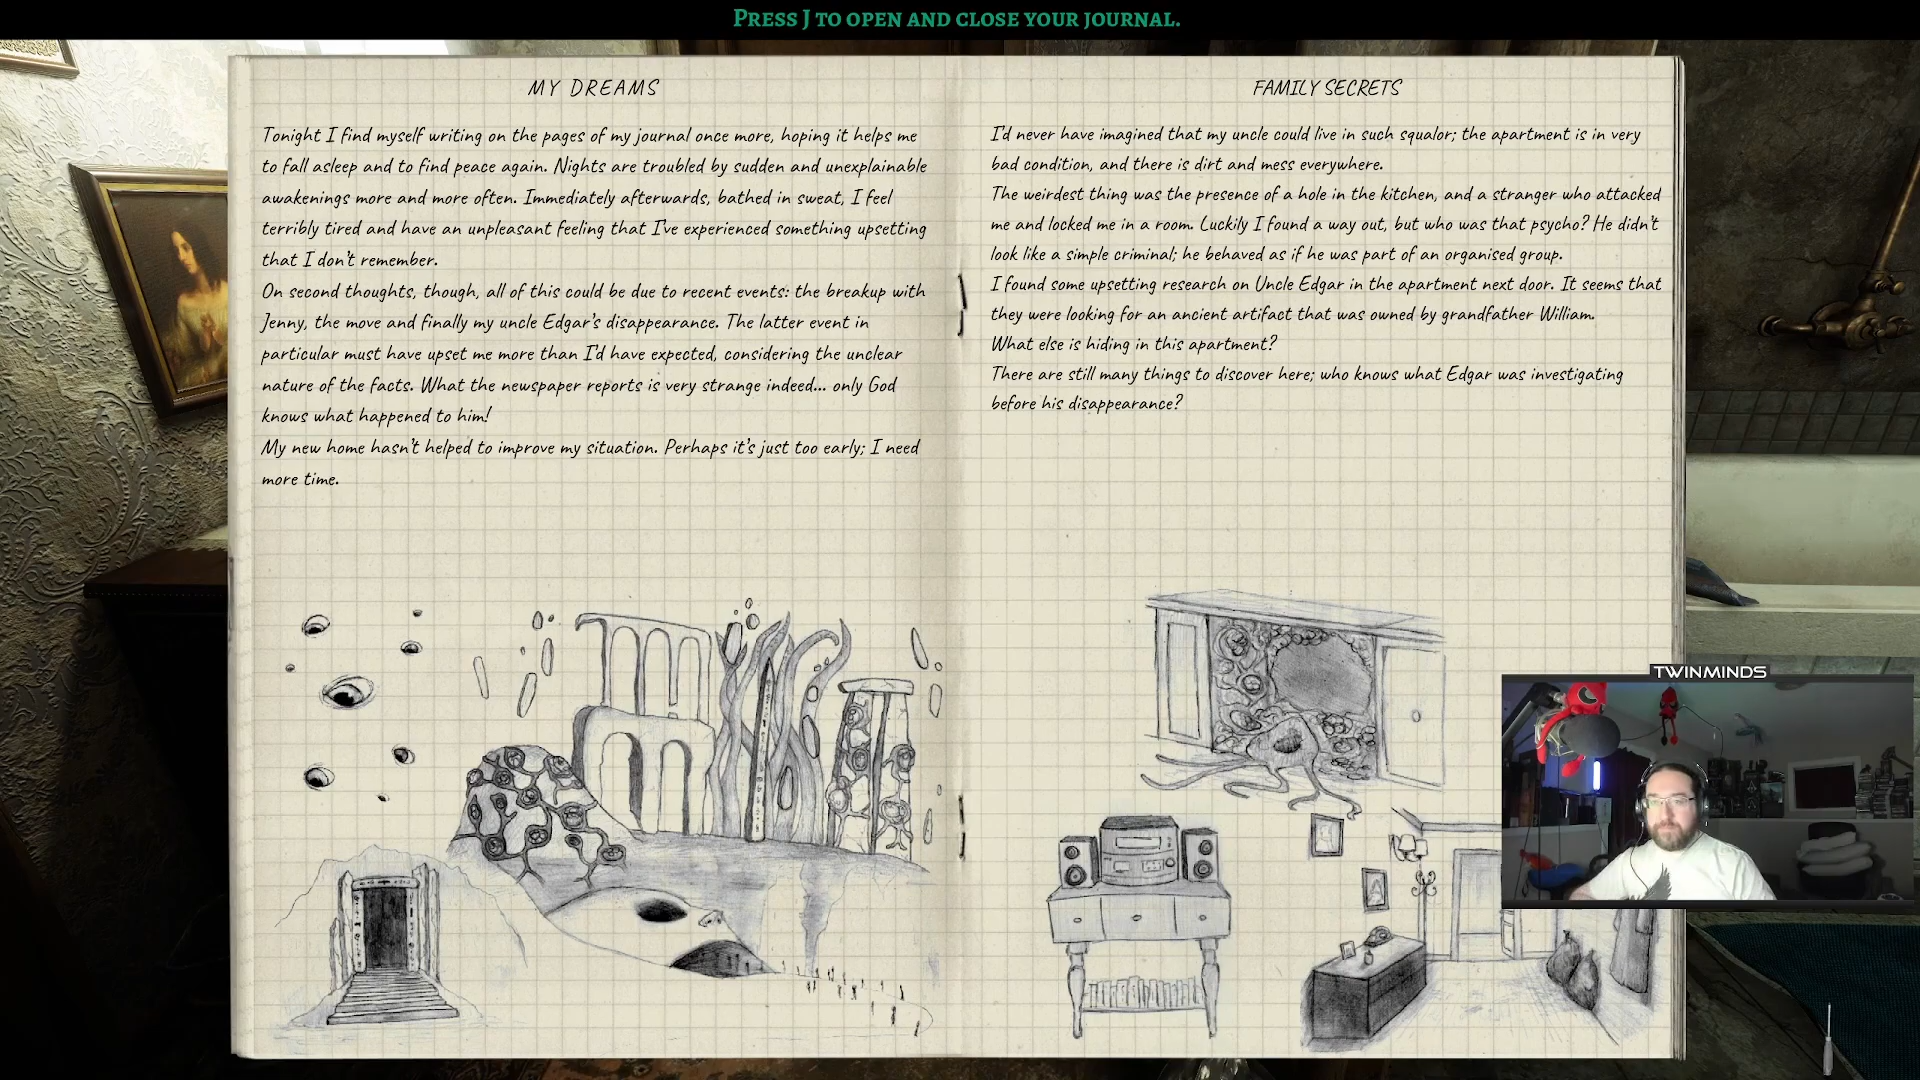 PRESS J TO OPEN AND CLOSE YOUR JOURNAL.
MY DREAMS
Tonight I find myself writing on the pages of my journal once more, hoping it helps me
to fall asleep and to find peace again. Nights are troubled by sudden and unexplainable
awakenings more and more often. Immediately afterwards, bathed in sweat, I feel
terribly tired and have an unpleasant feeling that I've experienced something upsetting
that I don't remember.
On second thoughts, though, all of this could be due to recent events: the breakup with
Jenny, the move and finally my uncle Edgar's disappearance. The latter event in
particular must have upset me more than I'd have expected, considering the unclear
nature of the facts. What the newspaper reports is very strange indeed... only God
knows what happened to him!
My new home hasn't helped to improve my situation. Perhaps it's just too early; I need
more time.
FAMILY SECRETS
I'd never have imagined that my uncle could live in such squalor; the apartment is in very
bad condition, and there is dirt and mess everywhere.
The weirdest thing was the presence of a hole in the kitchen, and a stranger who attacked
me and locked me in a room. Luckily I found a way out, but who was that psycho? He didn't
look like a simple criminal; he behaved as if he was part of an organised group.
I found some upsetting research on Uncle Edgar in the apartment next door. It seems that
they were looking for an ancient artifact that was owned by grandfather William.
What else is hiding in this apartment?
There are still many things to discover here; who knows what Edgar was investigating
before his disappearance?
TWINMINDS